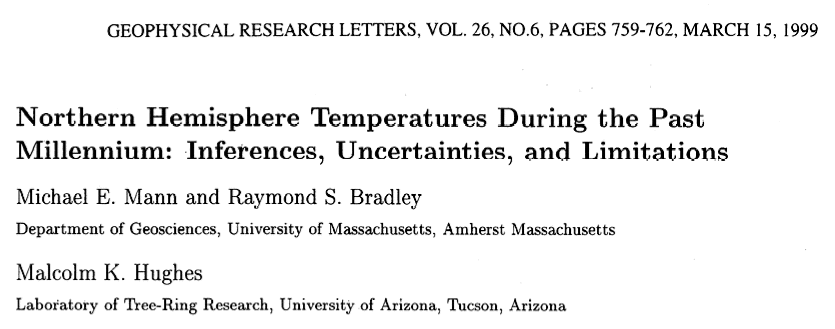 GEOPHYSICAL RESEARCH LETTERS, VOL. 26, NO.6, PAGES 759-762, MARCH 15, 1999
Northern Hemisphere Temperatures During the Past
Millennium: Inferences, Uncertainties, and Limitations
Michael E. Mann and Raymond S. Bradley
Department of Geosciences, University of Massachusetts, Amherst Massachusetts
Malcolm K. Hughes
Laboratory of Tree-Ring Research, University of Arizona, Tucson, Arizona